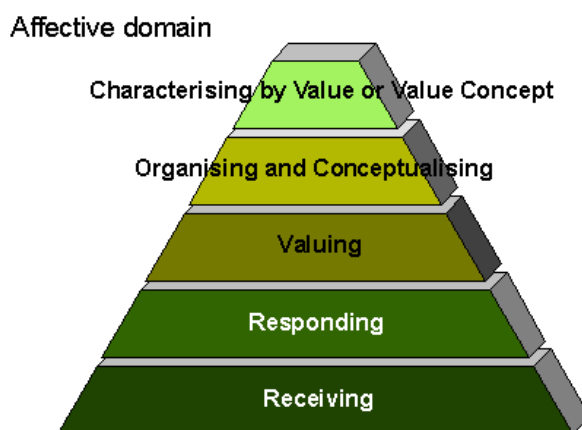 Affective domain
Characterising by Value or Value Concept
Organising and Conceptualising
Valuing
Responding
Receiving